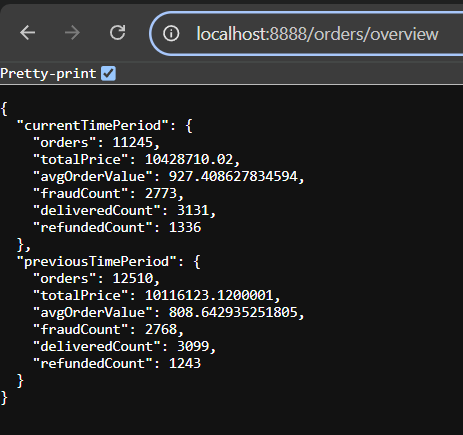 localhost:8888/orders/overview
Pretty-print
{
  "currentTimePeriod": {
    "orders": 11245,
    "totalPrice": 10428710.02,
    "avgOrderValue": 927.408627834594,
    "fraudCount": 2773,
    "deliveredCount": 3131,
    "refundedCount": 1336
  },
  "previousTimePeriod": {
    "orders": 12510,
    "totalPrice": 10116123.1200001,
    "avgOrderValue": 808.642935251805,
    "fraudCount": 2768,
    "deliveredCount": 3099,
    "refundedCount": 1243
  }
}